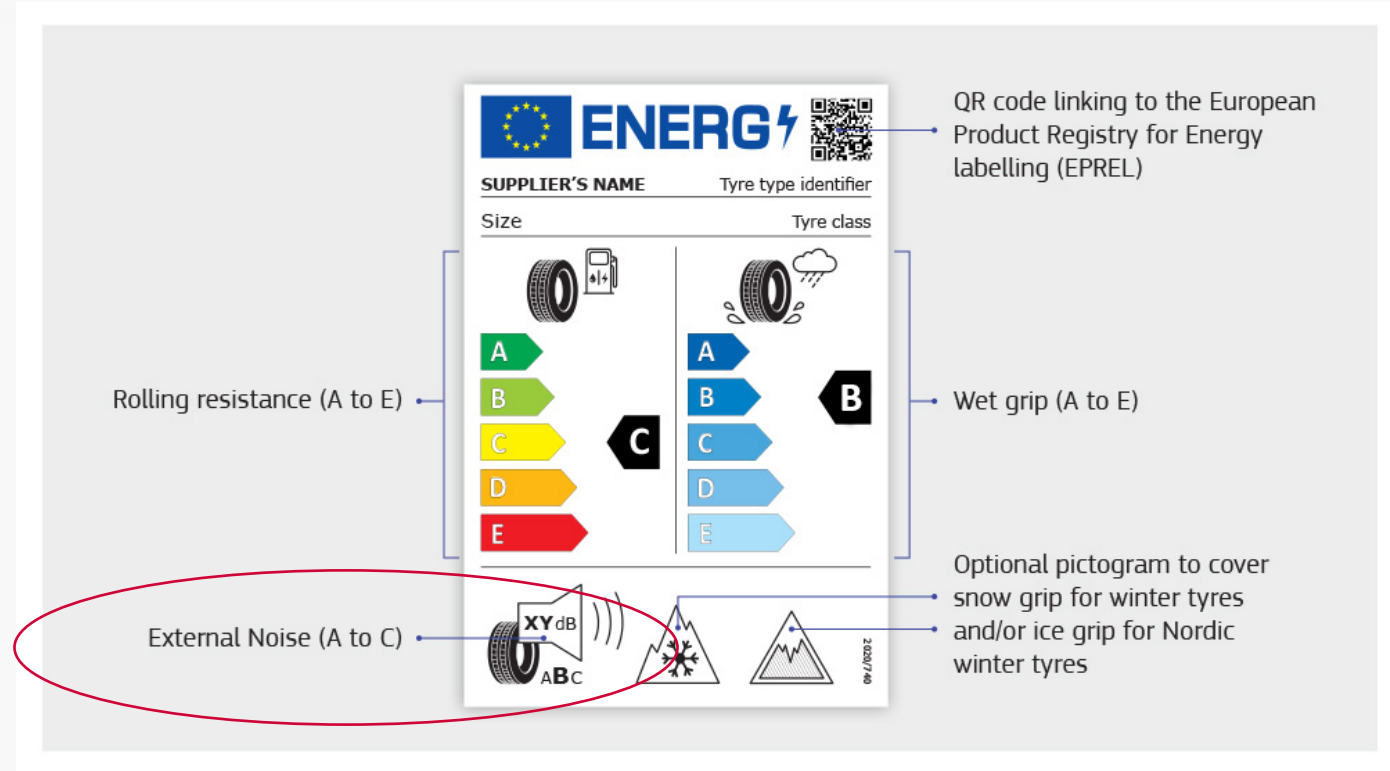 ENERG
QR code linking to the European
Product Registry for Energy
labelling (EPREL)
SUPPLIER'S NAME Tyre type identifier
Size Tyre class
Rolling resistance (A to E)
A
B
C
D
E
C
A
B
C
D
E
B
Wet grip (A to E)
External Noise (A to C)
XY dB
ABC
Optional pictogram to cover
snow grip for winter tyres
and/or ice grip for Nordic
winter tyres
2020/740